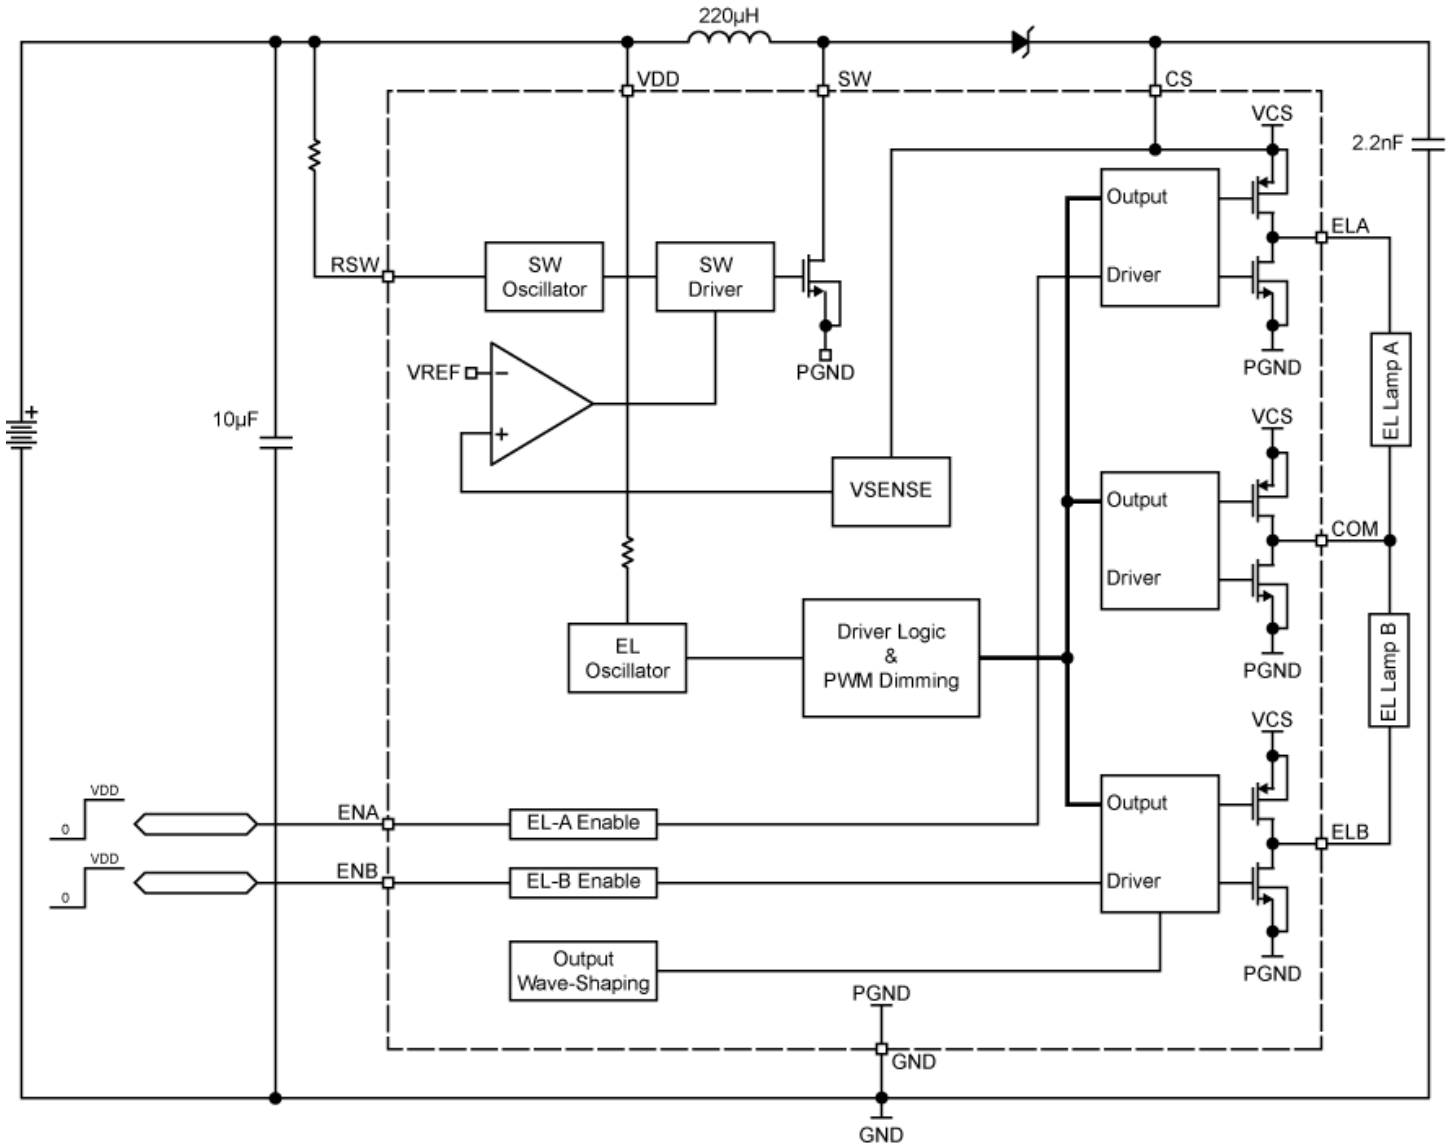 220µH
VDD
SW
CS
VCS
2.2nF
Output
ELA
RSW
SW
Oscillator
SW
Driver
Driver
VREF
−
+
PGND
PGND
EL Lamp A
10µF
+
VCS
VSENSE
Output
COM
Driver
EL
Oscillator
Driver Logic
&
PWM Dimming
PGND
EL Lamp B
VCS
VDD
0
ENA
EL-A Enable
Output
ELB
VDD
0
ENB
EL-B Enable
Driver
Output
Wave-Shaping
PGND
PGND
GND
GND